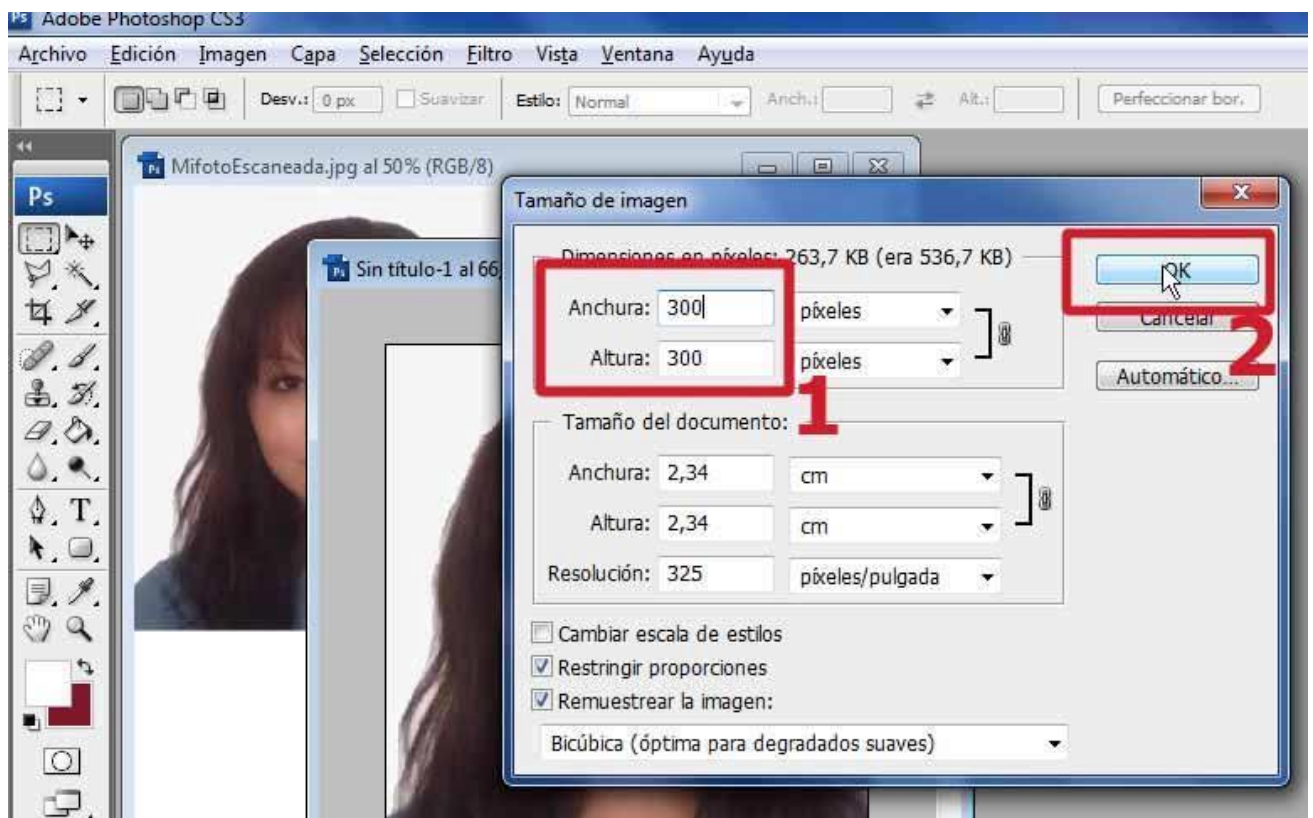 Ps Adobe Photoshop CS3
Archivo Edición Imagen Capa Selección Filtro Vista Ventana Ayuda
Desv.: 0 px Suavizar Estilo: Normal Anch.: Alt.: Perfeccionar bor.
Ps MifotoEscaneada.jpg al 50% (RGB/8)
Ps
Tamaño de imagen
Ps Sin título-1 al 66
Dimensiones en píxeles: 263,7 KB (era 536,7 KB)
OK
Anchura: 300 píxeles
Cancelar
2
Altura: 300 píxeles
Automático...
1
Tamaño del documento:
Anchura: 2,34 cm
Altura: 2,34 cm
T
Resolución: 325 píxeles/pulgada
Cambiar escala de estilos
Restringir proporciones
Remuestrear la imagen:
Bicúbica (óptima para degradados suaves)